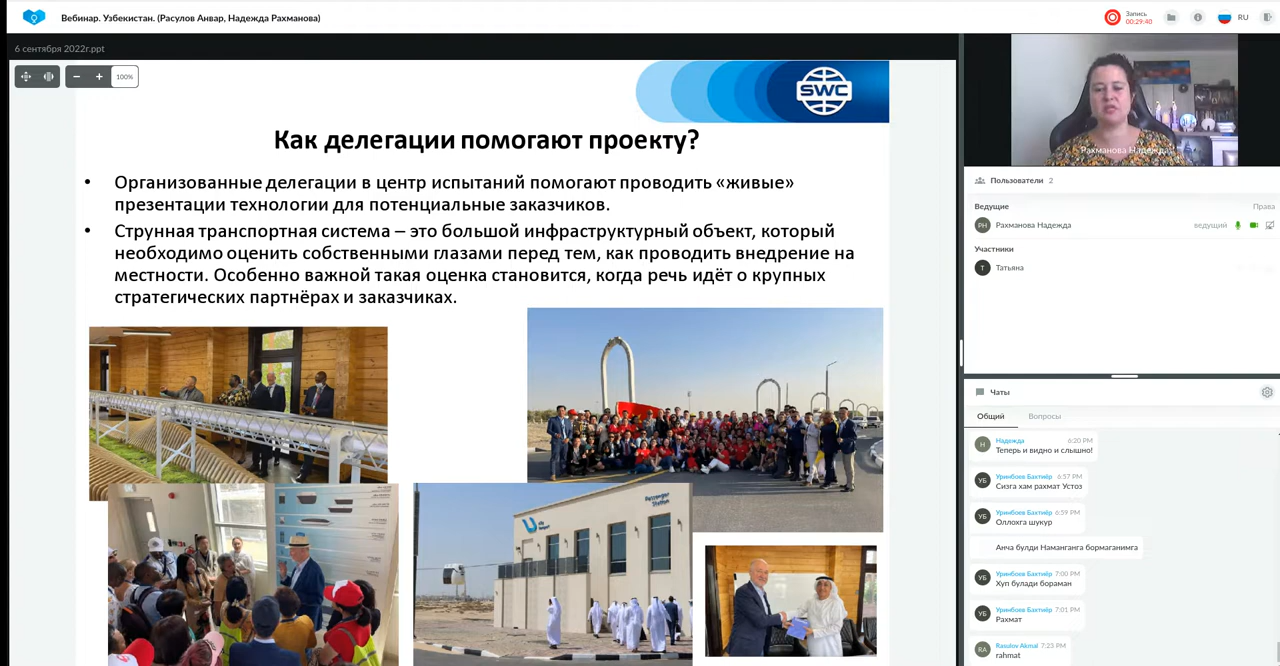 Вебинар. Узбекистан. (Расулов Анвар, Надежда Рахманова)
Запись
00:29:40
RU
6 сентября 2022г.ppt
100%
SWC
Как делегации помогают проекту?
• Организованные делегации в центр испытаний помогают проводить «живые»
презентации технологии для потенциальные заказчиков.
• Струнная транспортная система – это большой инфраструктурный объект, который
необходимо оценить собственными глазами перед тем, как проводить внедрение на
местности. Особенно важной такая оценка становится, когда речь идёт о крупных
стратегических партнёрах и заказчиках.
Passenger
Station
Рахманова Надежда
Пользователи 2
Ведущие Права
РН Рахманова Надежда ведущий
Участники
Т Татьяна
Чаты
Общий Вопросы
Н Надежда 6:20 PM
Теперь и видно и слышно!
УБ Уринбоев Бахтиёр 6:57 PM
Сизга хам рахмат Устоз
УБ Уринбоев Бахтиёр 6:59 PM
Оллохга шукур
Анча булди Наманганга бормаганимга
УБ Уринбоев Бахтиёр 7:00 PM
Хуп булади бораман
УБ Уринбоев Бахтиёр 7:01 PM
Рахмат
RA Rasulov Akmal 7:23 PM
rahmat